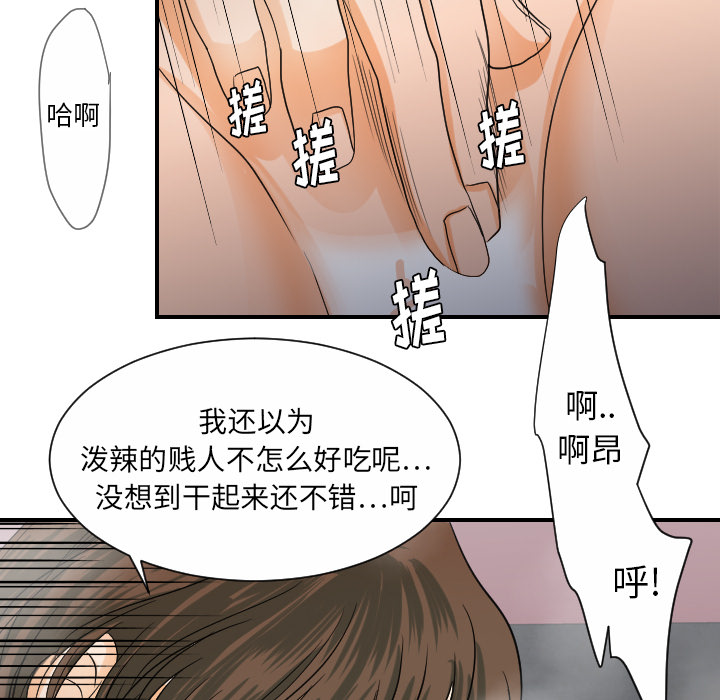 哈啊
搓
搓
搓
搓
啊..
啊昂
我还以为
泼辣的贱人不怎么好吃呢...
没想到干起来还不错...呵
呼!